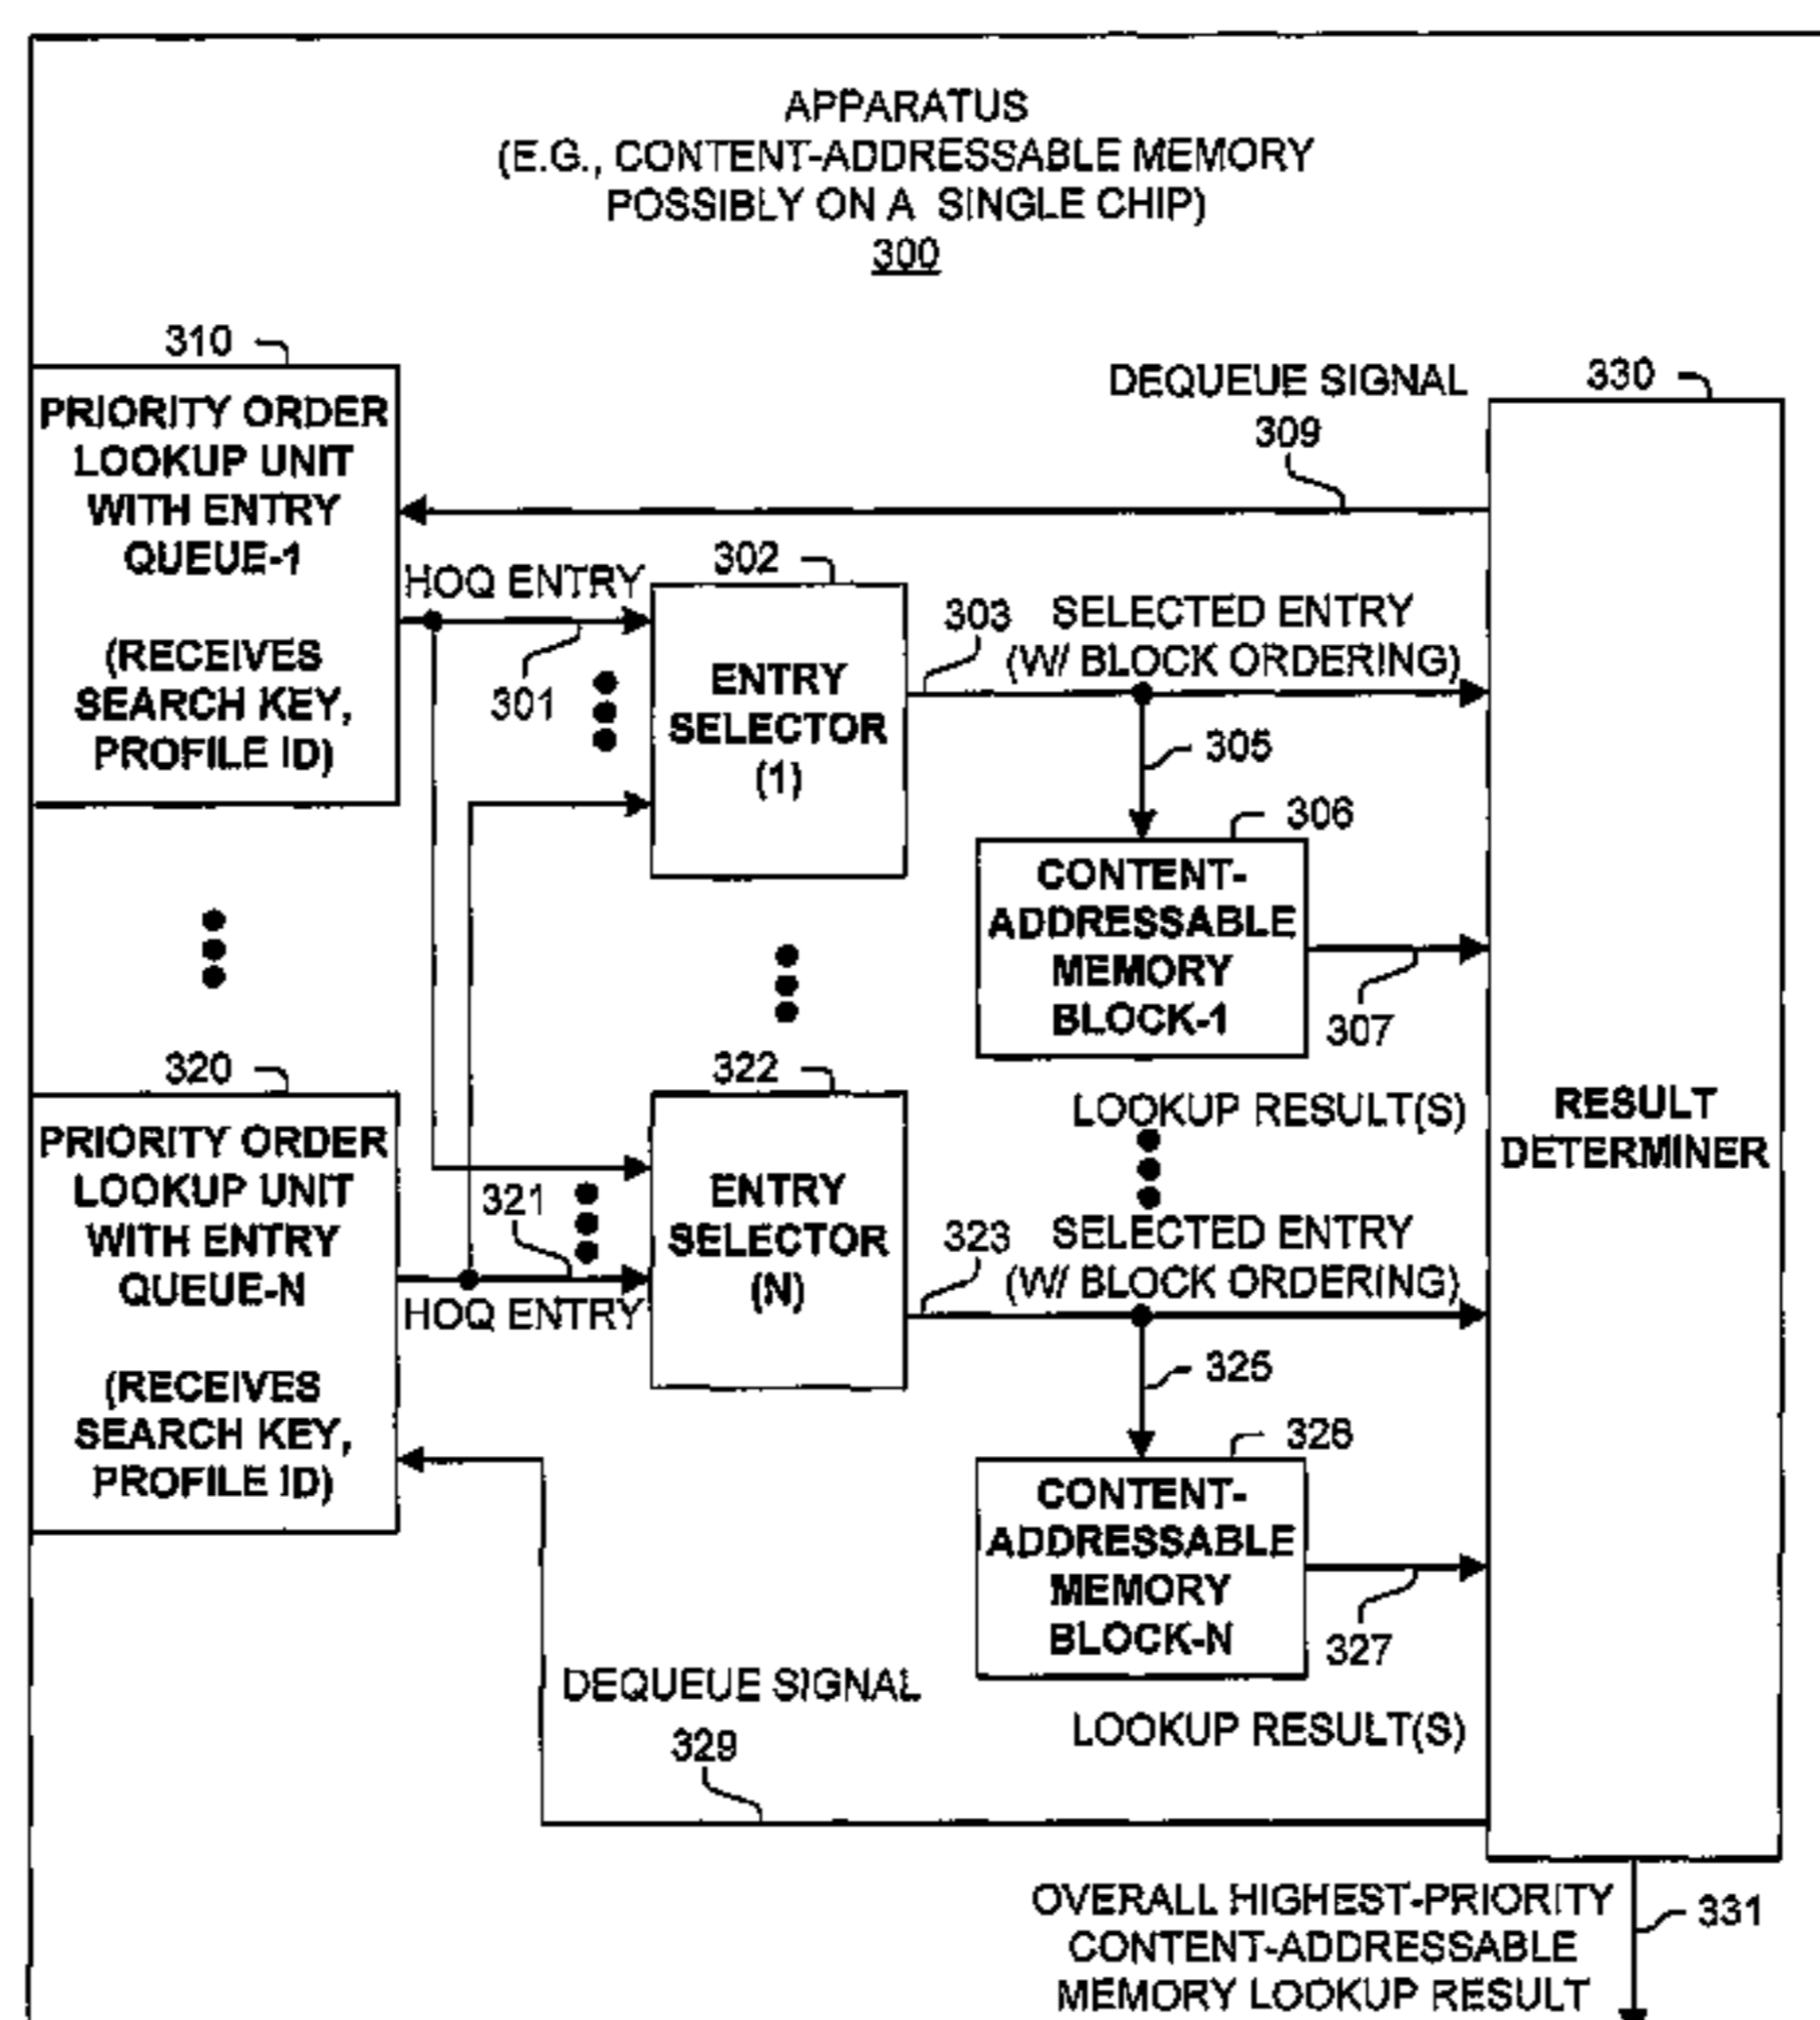 APPARATUS
(E.G., CONTENT-ADDRESSABLE MEMORY
POSSIBLY ON A SINGLE CHIP)
300
310
PRIORITY ORDER
LOOKUP UNIT
WITH ENTRY
QUEUE-1
(RECEIVES
SEARCH KEY,
PROFILE ID)
DEQUEUE SIGNAL
309
330
HOQ ENTRY
301
302
ENTRY
SELECTOR
(1)
303
SELECTED ENTRY
(W/ BLOCK ORDERING)
305
306
CONTENT-
ADDRESSABLE
MEMORY
BLOCK-1
307
LOOKUP RESULT(S)
RESULT
DETERMINER
320
PRIORITY ORDER
LOOKUP UNIT
WITH ENTRY
QUEUE-N
(RECEIVES
SEARCH KEY,
PROFILE ID)
321
HOQ ENTRY
322
ENTRY
SELECTOR
(N)
323
SELECTED ENTRY
(W/ BLOCK ORDERING)
325
326
CONTENT-
ADDRESSABLE
MEMORY
BLOCK-N
327
LOOKUP RESULT(S)
DEQUEUE SIGNAL
329
OVERALL HIGHEST-PRIORITY
CONTENT-ADDRESSABLE
MEMORY LOOKUP RESULT
331